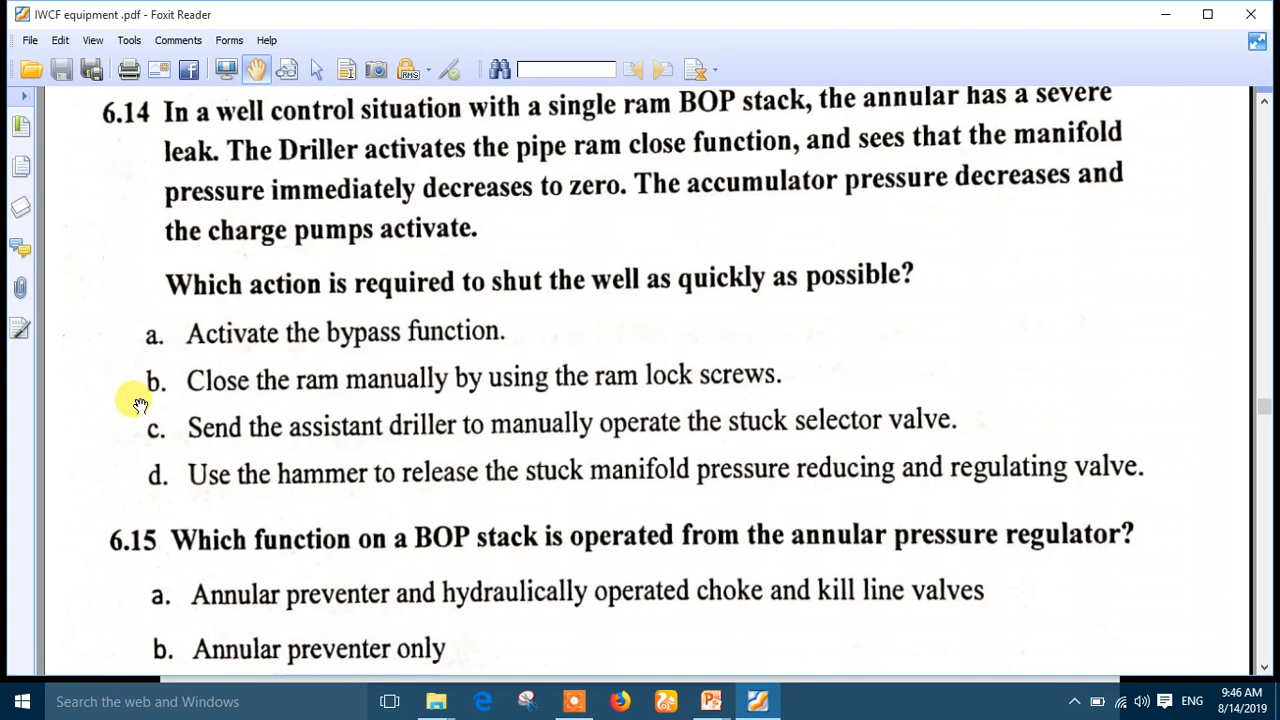 IWCF equipment .pdf - Foxit Reader
File Edit View Tools Comments Forms Help
RMS
6.14 In a well control situation with a single ram BOP stack, the annular has a severe
leak. The Driller activates the pipe ram close function, and sees that the manifold
pressure immediately decreases to zero. The accumulator pressure decreases and
the charge pumps activate.
Which action is required to shut the well as quickly as possible?
a. Activate the bypass function.
b. Close the ram manually by using the ram lock screws.
c. Send the assistant driller to manually operate the stuck selector valve.
d. Use the hammer to release the stuck manifold pressure reducing and regulating valve.
6.15 Which function on a BOP stack is operated from the annular pressure regulator?
a. Annular preventer and hydraulically operated choke and kill line valves
b. Annular preventer only
Search the web and Windows
ENG
9:46 AM
8/14/2019